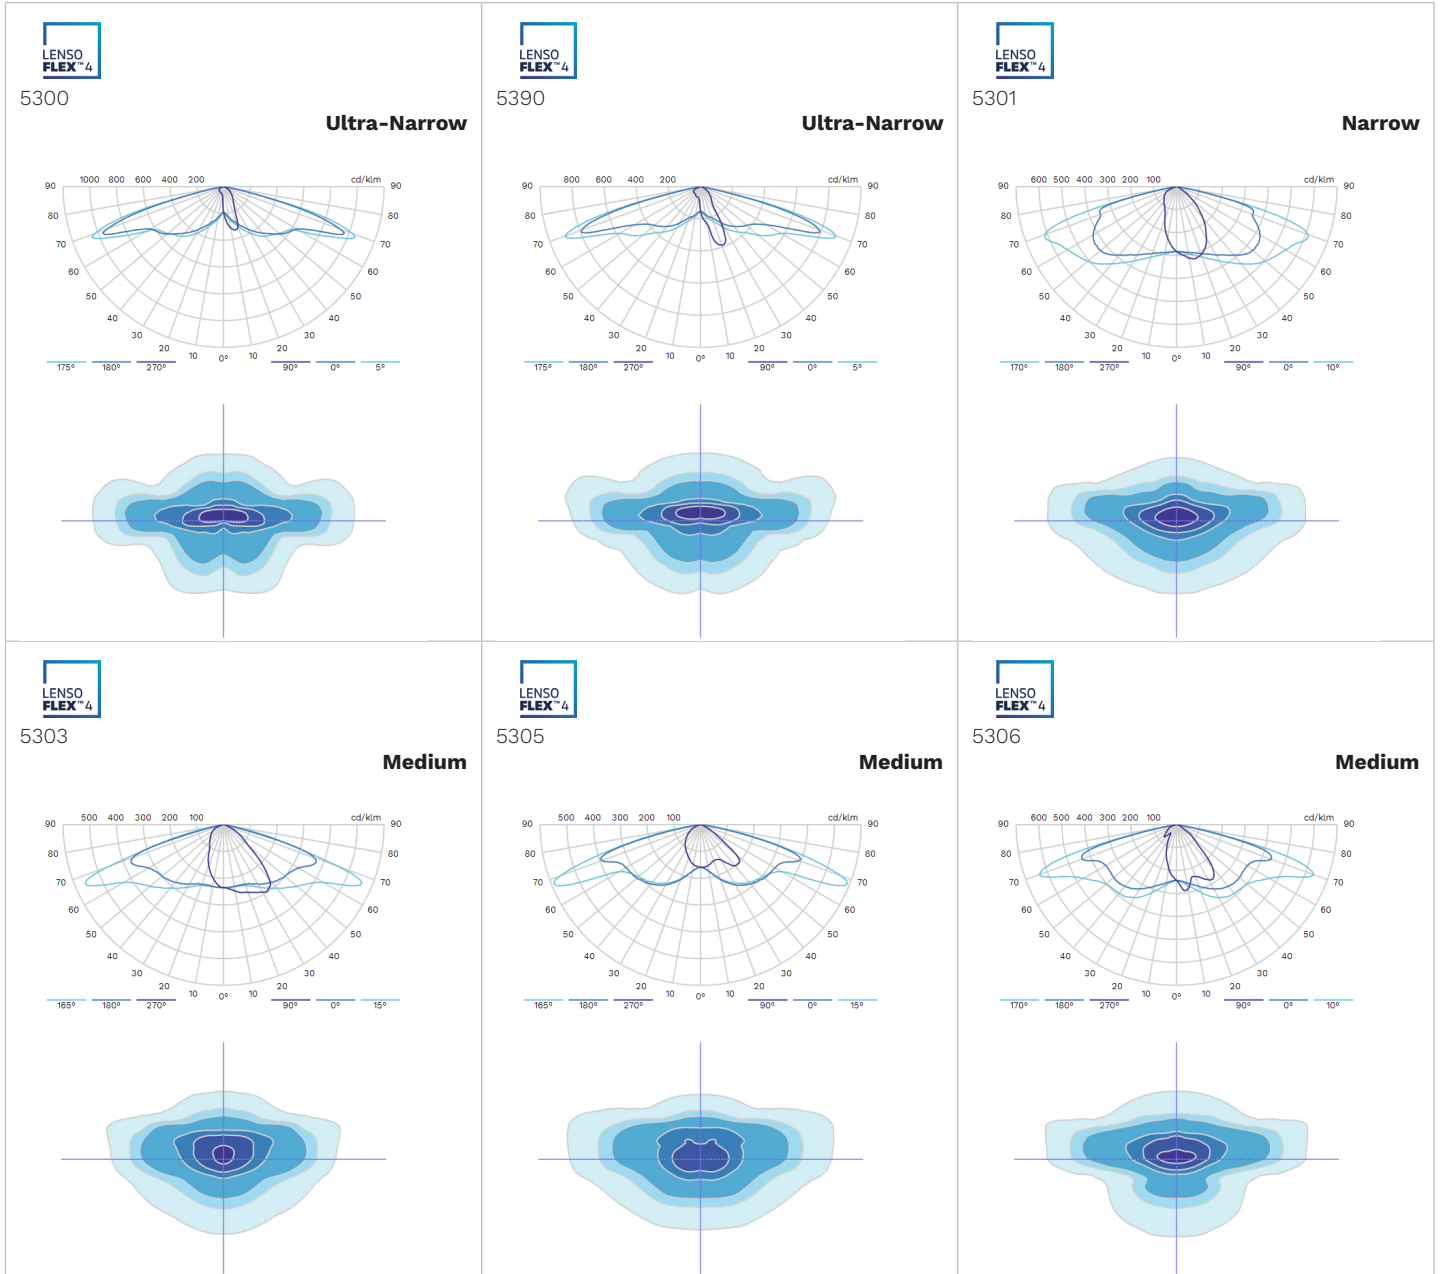 LENSO
FLEX™4
5300
Ultra-Narrow
1000 800 600 400 200 cd/klm
90 90
80 80
70 70
60 60
50 50
40 40
30 30
20 20
10 0° 10
175° 180° 270° 90° 0° 5°
LENSO
FLEX™4
5390
Ultra-Narrow
800 600 400 200 cd/klm
90 90
80 80
70 70
60 60
50 50
40 40
30 30
20 20
10 0° 10
175° 180° 270° 90° 0° 5°
LENSO
FLEX™4
5301
Narrow
600 500 400 300 200 100 cd/klm
90 90
80 80
70 70
60 60
50 50
40 40
30 30
20 20
10 0° 10
170° 180° 270° 90° 0° 10°
LENSO
FLEX™4
5303
Medium
500 400 300 200 100 cd/klm
90 90
80 80
70 70
60 60
50 50
40 40
30 30
20 20
10 0° 10
165° 180° 270° 90° 0° 15°
LENSO
FLEX™4
5305
Medium
500 400 300 200 100 cd/klm
90 90
80 80
70 70
60 60
50 50
40 40
30 30
20 20
10 0° 10
165° 180° 270° 90° 0° 15°
LENSO
FLEX™4
5306
Medium
600 500 400 300 200 100 cd/klm
90 90
80 80
70 70
60 60
50 50
40 40
30 30
20 20
10 0° 10
170° 180° 270° 90° 0° 10°